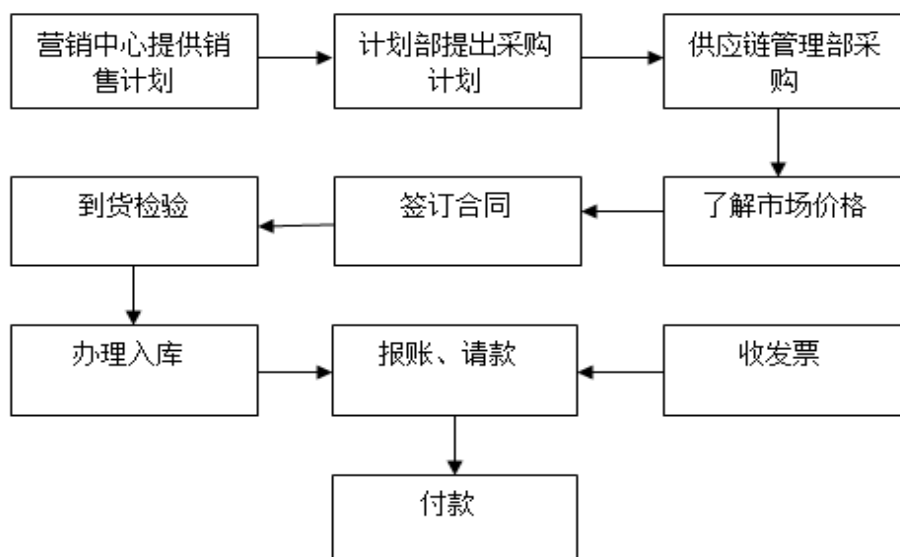 营销中心提供销
售计划
计划部提出采购
计划
供应链管理部采
购
了解市场价格
签订合同
到货检验
办理入库
报账、请款
收发票
付款